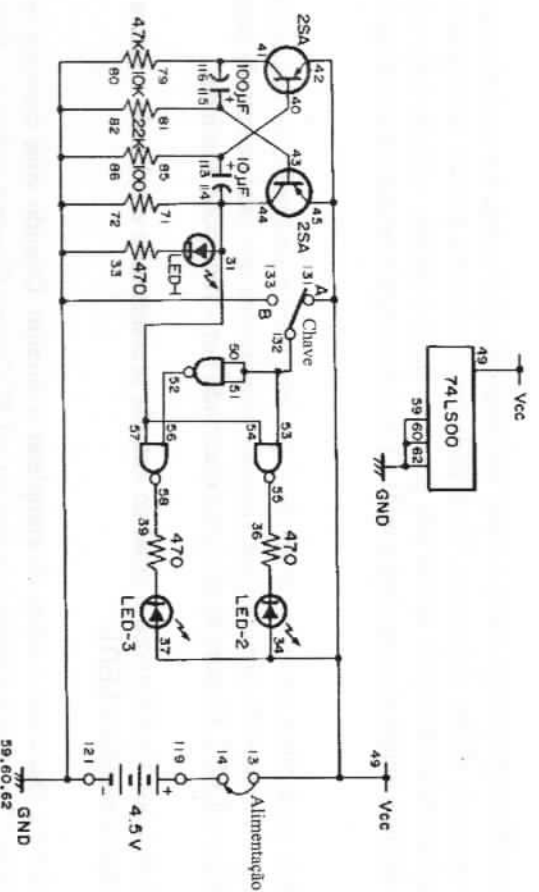 Vcc
49
74LS00
59 60 62
GND
49
Vcc
2SA
42
45
2SA
41
40
43
44
131
A
Chave
132
133
B
13
14
Alimentação
119
+
4.5V
-
121
100µF
+
116 115
10µF
+
113 114
50
51
52
53
54
55
56
57
58
470
36
LED-2
34
470
39
LED-3
37
31
LED-1
470
33
79
4.7K
80
81
10K
82
85
22K
86
71
100
72
GND
59,60,62